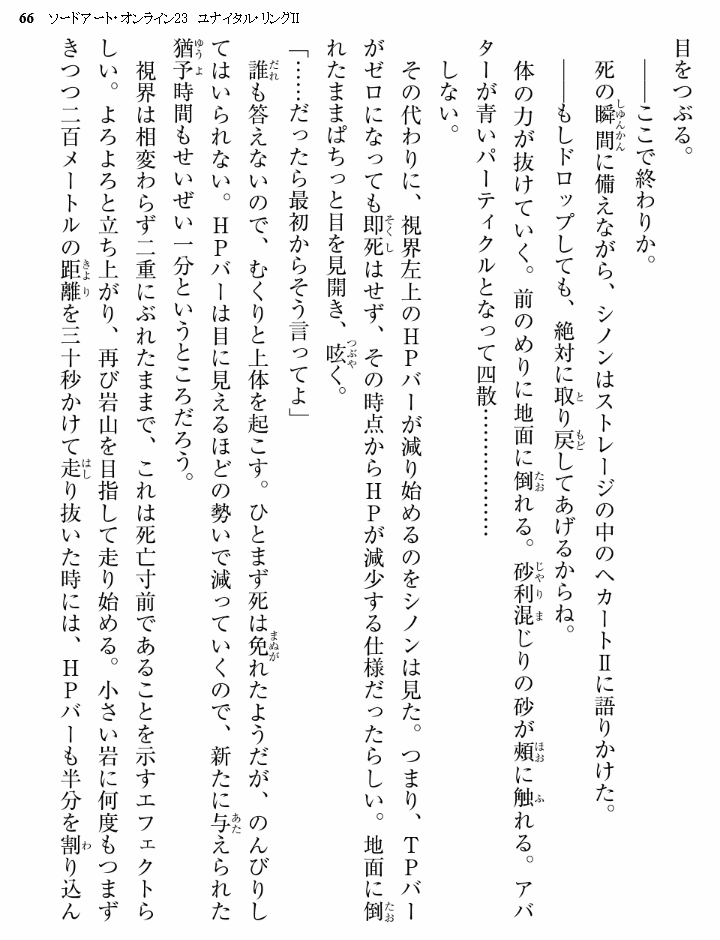 66　ソードアート・オンライン23　ユナイタル・リングⅡ
目をつぶる。
――ここで終わりか。
死の瞬間に備えながら、シノンはストレージの中のヘカートⅡに語りかけた。
――もしドロップしても、絶対に取り戻してあげるからね。
体の力が抜けていく。前のめりに地面に倒れる。砂利混じりの砂が頰に触れる。アバ
ターが青いパーティクルとなって四散………………
しない。
その代わりに、視界左上のHPバーが減り始めるのをシノンは見た。つまり、TPバー
がゼロになっても即死はせず、その時点からHPが減少する仕様だったらしい。地面に倒
れたままぱちっと目を見開き、呟く。
「……だったら最初からそう言ってよ」
誰も答えないので、むくりと上体を起こす。ひとまず死は免れたようだが、のんびりし
てはいられない。HPバーは目に見えるほどの勢いで減っていくので、新たに与えられた
猶予時間もせいぜい一分というところだろう。
視界は相変わらず二重にぶれたままで、これは死亡寸前であることを示すエフェクトら
しい。よろよろと立ち上がり、再び岩山を目指して走り始める。小さい岩に何度もつまず
きつつ二百メートルの距離を三十秒かけて走り抜いた時には、HPバーも半分を割り込ん